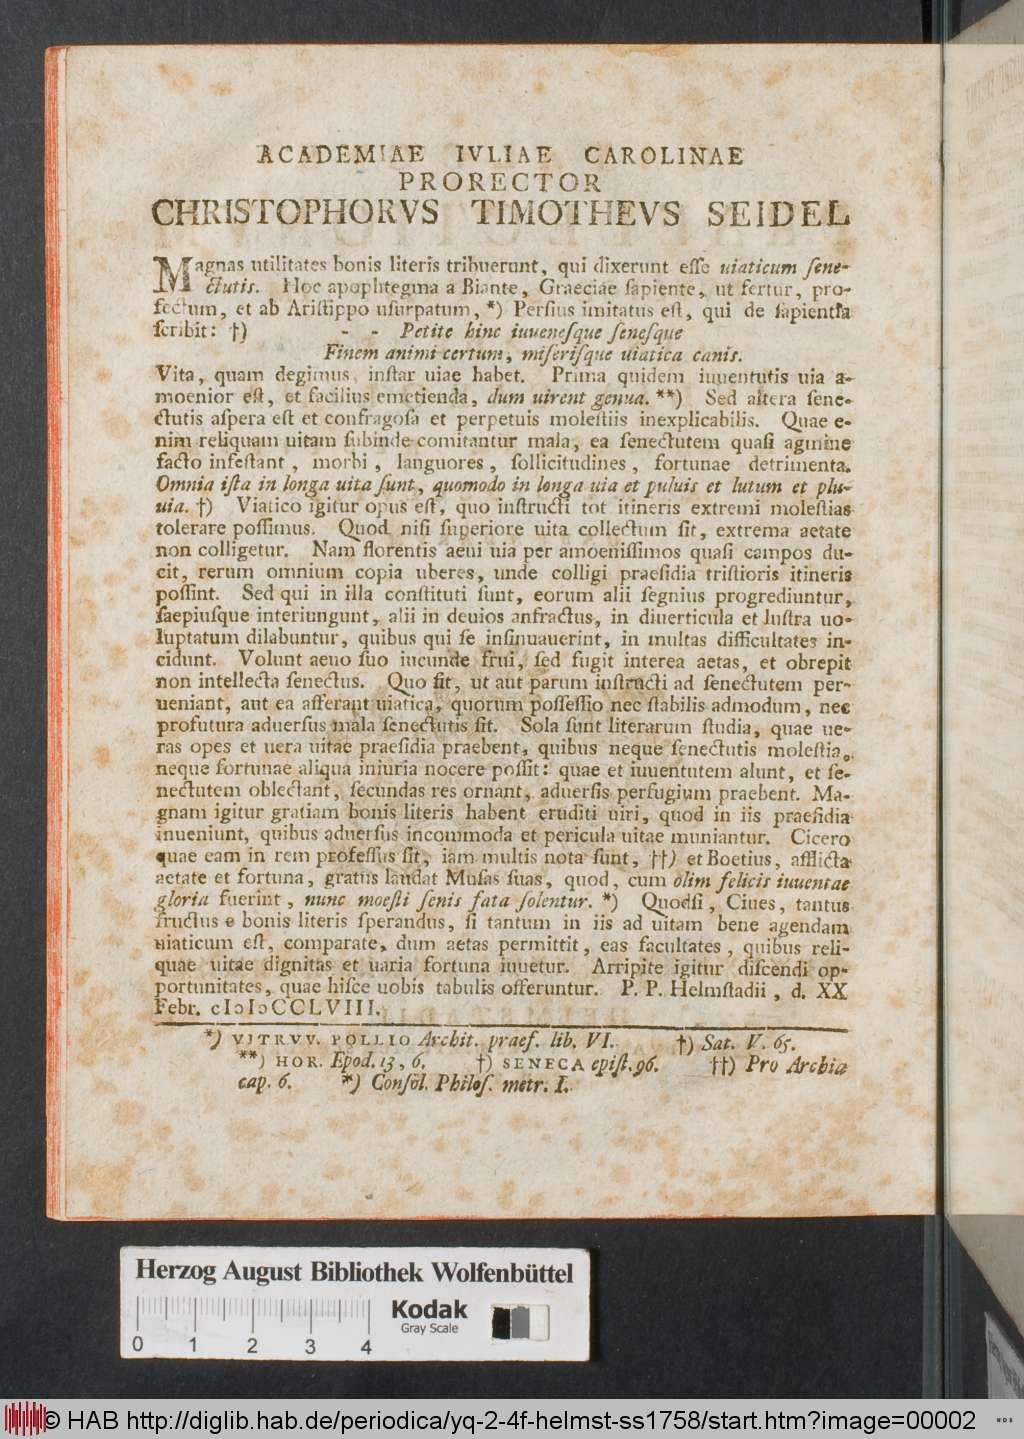 ACADEMIAE IVLIAE CAROLINAE
PRORECTOR
CHRISTOPHORVS TIMOTHEVS SEIDEL
Magnas utilitates bonis literis tribuerunt, qui dixerunt eſſe uiaticum ſene-
ctutis. Hoc apophtegma a Biante, Graeciae ſapiente, ut fertur, pro-
fectum, et ab Ariſtippo uſurpatum, *) Perſius imitatus eſt, qui de ſapientia
ſcribit: †) - - Petite hinc iuuenesque ſenesque
Finem animi certum, miſerisque uiatica canis.
Vita, quam degimus, inſtar uiae habet. Prima quidem iuuentutis uia a-
moenior eſt, et facilius emetienda, dum uirent genua. **) Sed altera ſene-
ctutis aſpera eſt et confragoſa et perpetuis moleſtiis inexplicabilis. Quae e-
nim reliquam uitam ſubinde comitantur mala, ea ſenectutem quaſi agmine
facto infeſtant, morbi, languores, ſollicitudines, fortunae detrimenta.
Omnia iſta in longa uita ſunt, quomodo in longa uia et puluis et lutum et plu-
uia. †) Viatico igitur opus eſt, quo inſtructi tot itineris extremi moleſtias
tolerare poſſimus. Quod niſi ſuperiore uita collectum ſit, extrema aetate
non colligetur. Nam florentis aeui uia per amoeniſſimos quaſi campos du-
cit, rerum omnium copia uberes, unde colligi praeſidia triſtioris itineris
poſſint. Sed qui in illa conſtituti ſunt, eorum alii ſegnius progrediuntur,
ſaepiuſque interiungunt, alii in deuios anfractus, in diuerticula et luſtra uo-
luptatum dilabuntur, quibus qui ſe inſinuauerint, in multas difficultates in-
cidunt. Volunt aeuo ſuo iucunde frui, ſed fugit interea aetas, et obrepit
non intellecta ſenectus. Quo fit, ut aut parum inſtructi ad ſenectutem per-
ueniant, aut ea afferant uiatica, quorum poſſeſſio nec ſtabilis admodum, nec
profutura aduerſus mala ſenectutis ſit. Sola ſunt literarum ſtudia, quae ue-
ras opes et uera uitae praeſidia praebent, quibus neque ſenectutis moleſtia,
neque fortunae aliqua iniuria nocere poſſit: quae et iuuentutem alunt, et ſe-
nectutem oblectant, ſecundas res ornant, aduerſis perfugium praebent. Ma-
gnam igitur gratiam bonis literis habent eruditi uiri, quod in iis praeſidia
inueniunt, quibus aduerſus incommoda et pericula uitae muniantur. Cicero
quae eam in rem profeſſus ſit, iam multis nota ſunt, ††) et Boetius, afflicta
aetate et fortuna, gratus laudat Muſas ſuas, quod, cum olim felicis iuuentae
gloria fuerint, nunc moeſti ſenis fata ſolentur. *) Quodſi, Ciues, tantus
fructus e bonis literis ſperandus, ſi tantum in iis ad uitam bene agendam
uiaticum eſt, comparate, dum aetas permittit, eas facultates, quibus reli-
quae uitae dignitas et uaria fortuna iuuetur. Arripite igitur diſcendi op-
portunitates, quae hiſce uobis tabulis offeruntur. P. P. Helmſtadii, d. XX
Febr. cIɔIɔCCLVIII.
*) VITRVV. POLLIO Archit. praef. lib. VI. †) Sat. V. 65.
**) HOR. Epod. 13, 6. †) SENECA epiſt. 96. ††) Pro Archia
cap. 6. *) Conſol. Philoſ. metr. I.
Herzog August Bibliothek Wolfenbüttel
0 1 2 3 4
Kodak
Gray Scale
© HAB http://diglib.hab.de/periodica/yq-2-4f-helmst-ss1758/start.htm?image=00002